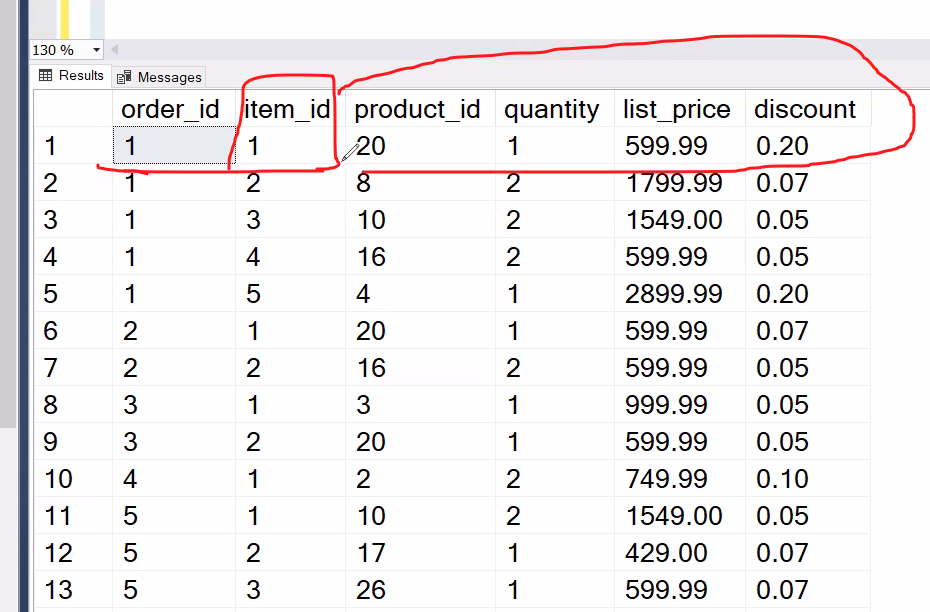 130 %
Results Messages
order_id item_id product_id quantity list_price discount
1 1 1 20 1 599.99 0.20
2 1 2 8 2 1799.99 0.07
3 1 3 10 2 1549.00 0.05
4 1 4 16 2 599.99 0.05
5 1 5 4 1 2899.99 0.20
6 2 1 20 1 599.99 0.07
7 2 2 16 2 599.99 0.05
8 3 1 3 1 999.99 0.05
9 3 2 20 1 599.99 0.05
10 4 1 2 2 749.99 0.10
11 5 1 10 2 1549.00 0.05
12 5 2 17 1 429.00 0.07
13 5 3 26 1 599.99 0.07